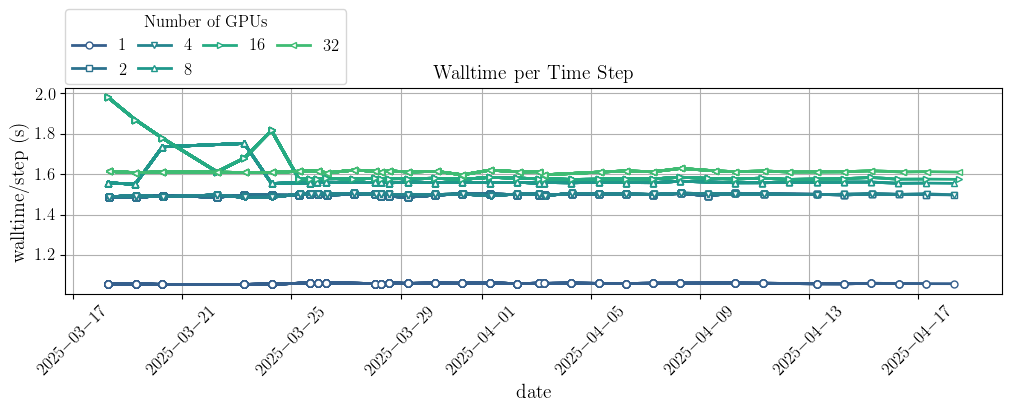 Number of GPUs
1 4 16 32
2 8
Walltime per Time Step
walltime/step (s)
2.0
1.8
1.6
1.4
1.2
2025−03−17 2025−03−21 2025−03−25 2025−03−29 2025−04−01 2025−04−05 2025−04−09 2025−04−13 2025−04−17
date